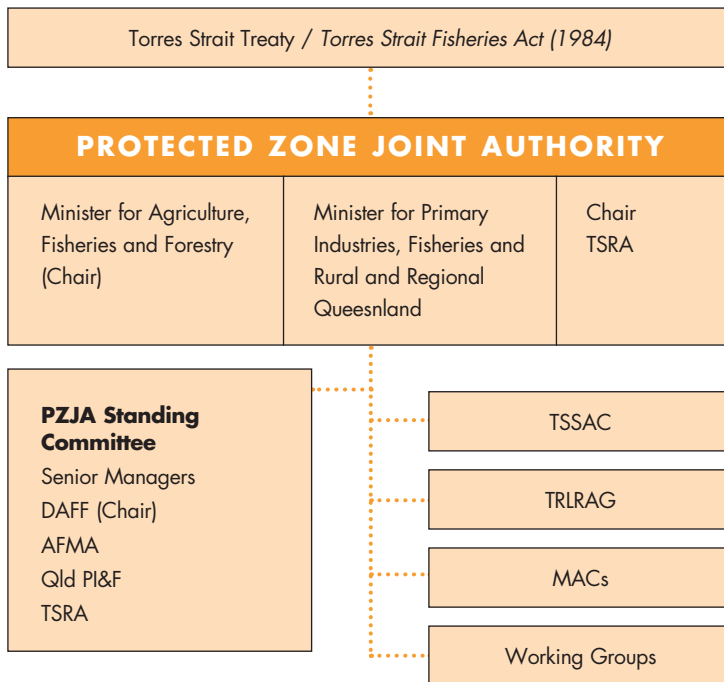 Torres Strait Treaty / Torres Strait Fisheries Act (1984)
PROTECTED ZONE JOINT AUTHORITY
Minister for Agriculture,
Fisheries and Forestry
(Chair)
Minister for Primary
Industries, Fisheries and
Rural and Regional
Queesnland
Chair
TSRA
PZJA Standing
Committee
Senior Managers
DAFF (Chair)
AFMA
Qld PI&F
TSRA
TSSAC
TRLRAG
MACs
Working Groups